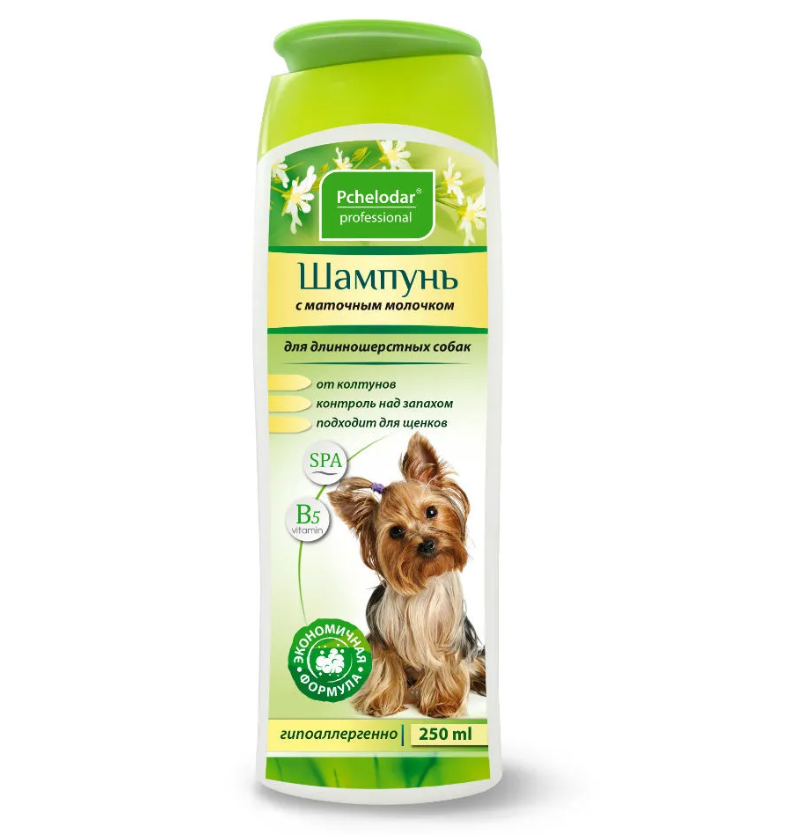 Pchelodar®
professional
Шампунь
с маточным молочком
для длинношерстных собак
от колтунов
контроль над запахом
подходит для щенков
SPA
B5
vitamin
ЭКОНОМИЧНАЯ
ФОРМУЛА
гипоаллергенно
250 ml